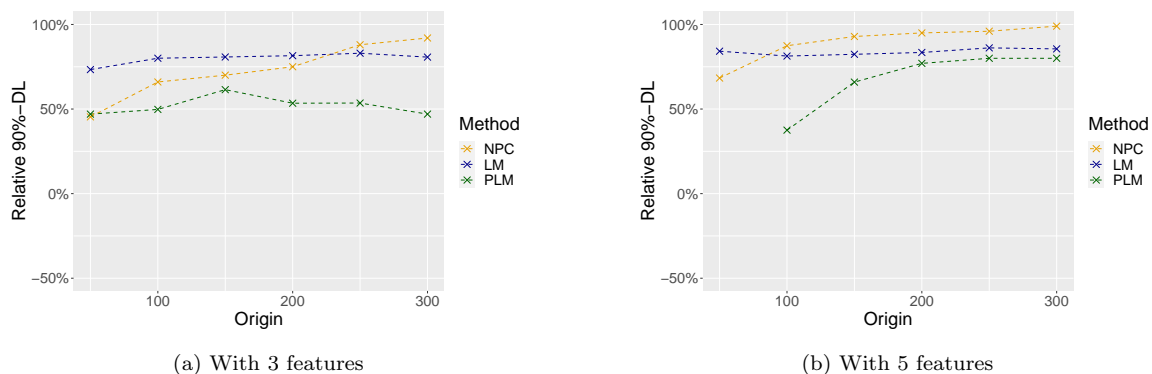 100%
50%
0%
−50%
Relative 90%−DL
100
200
300
Origin
Method
NPC
LM
PLM
(a) With 3 features
100%
50%
0%
−50%
Relative 90%−DL
100
200
300
Origin
Method
NPC
LM
PLM
(b) With 5 features